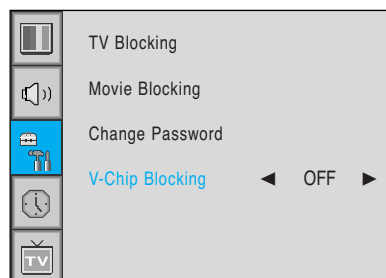 TV Blocking
Movie Blocking
Change Password
V-Chip Blocking ◀ OFF ▶
TV